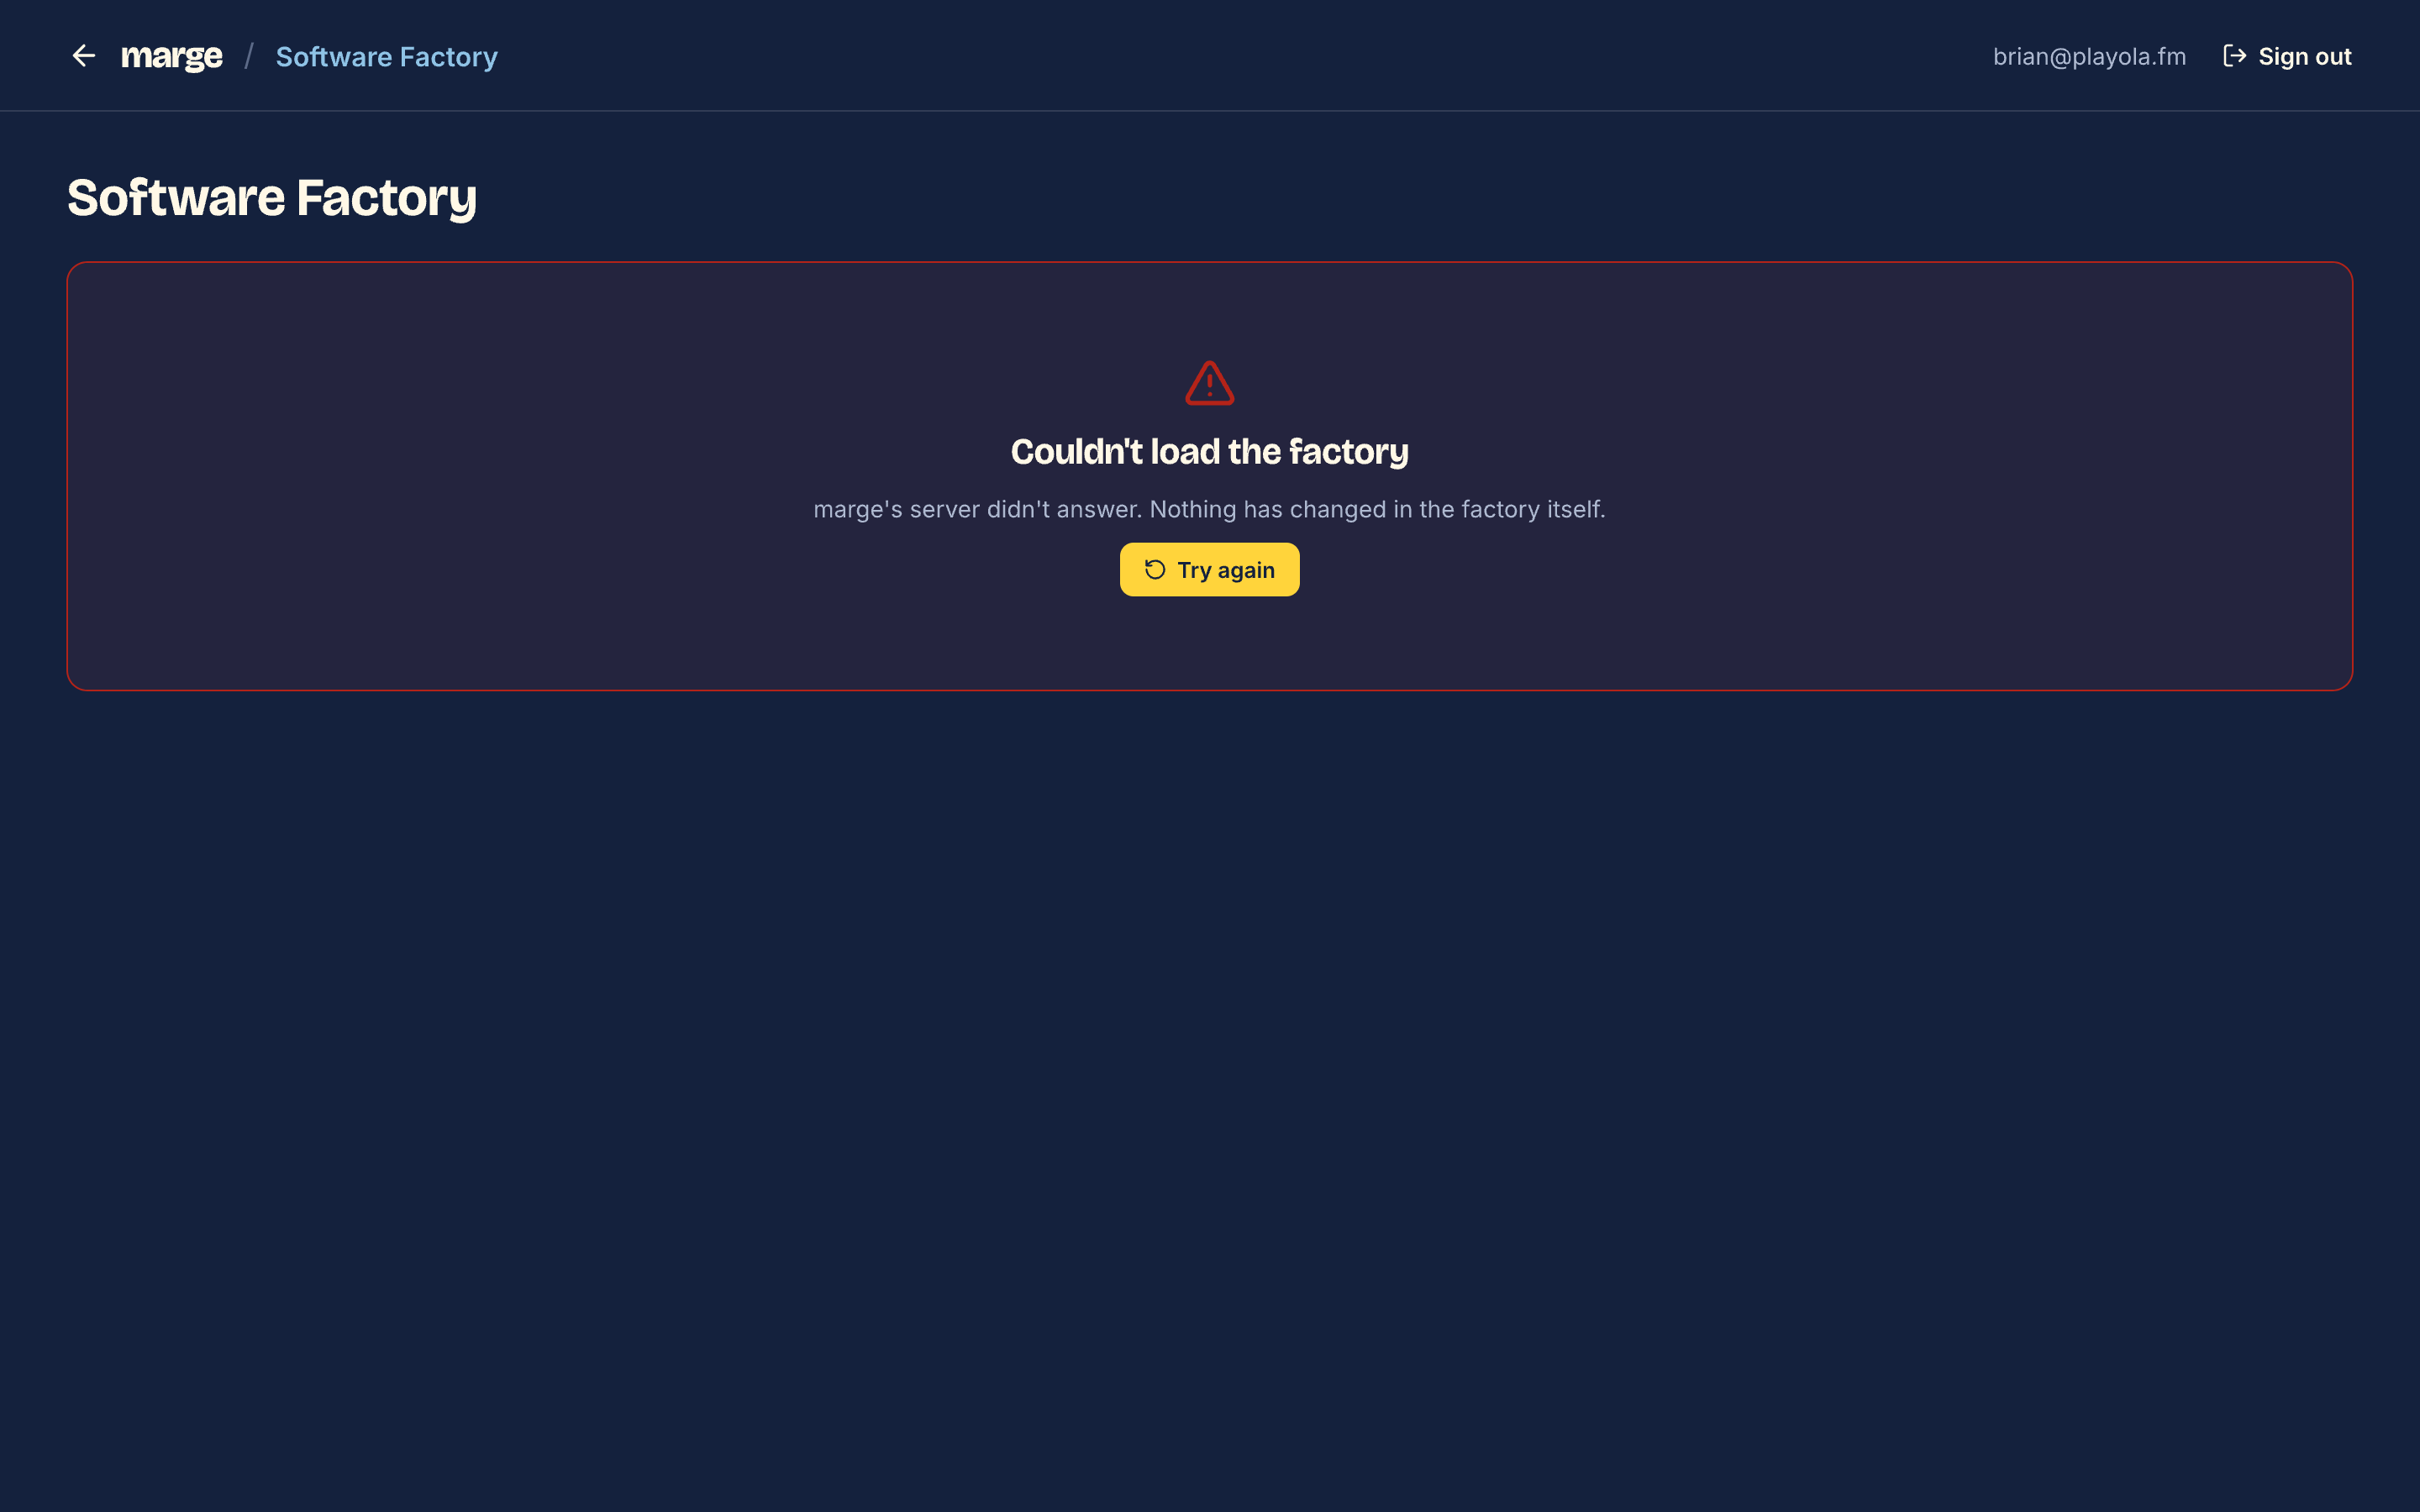 marge / Software Factory
brian@playola.fm
Sign out
Software Factory
Couldn't load the factory
marge's server didn't answer. Nothing has changed in the factory itself.
Try again